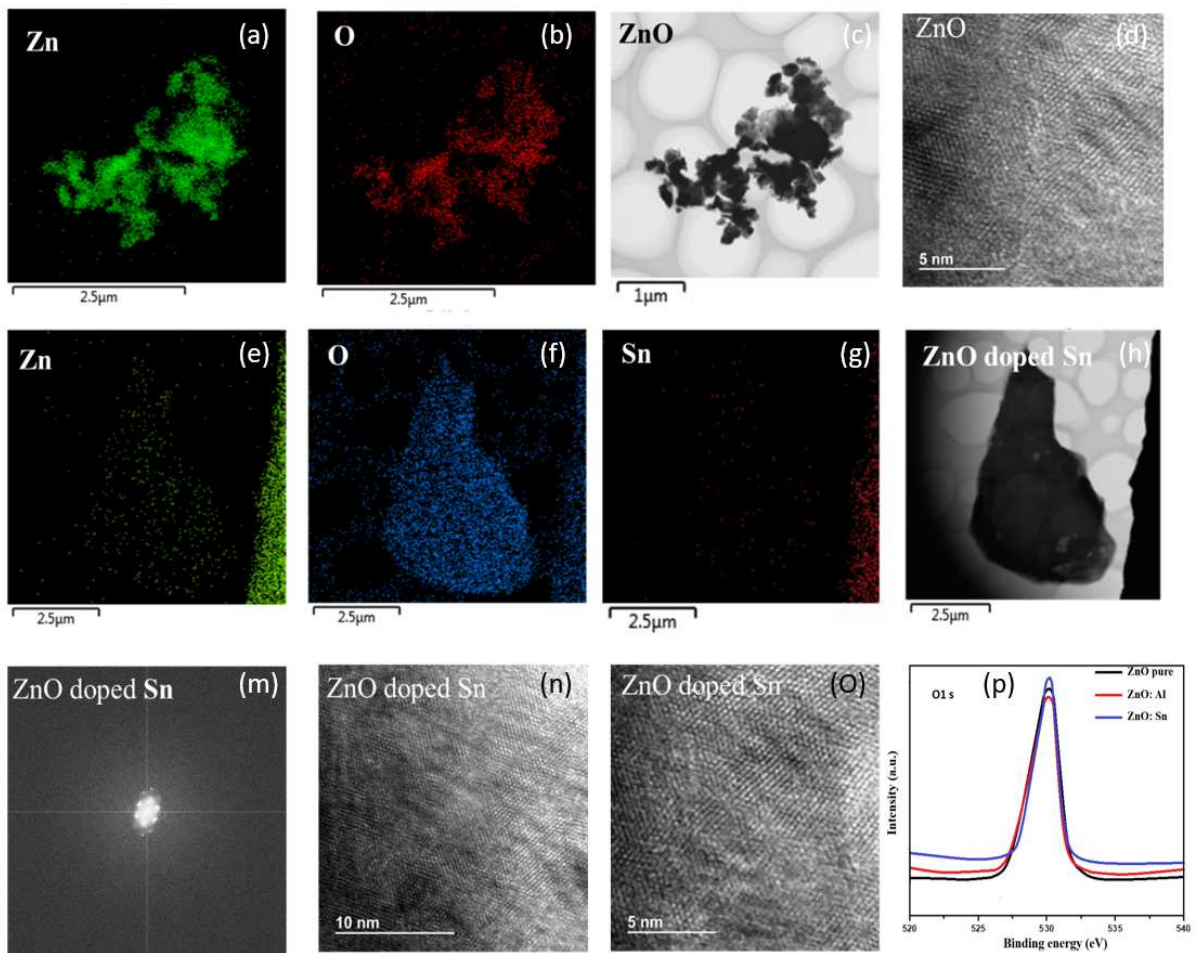 Zn (a)
2.5μm
O (b)
2.5μm
ZnO (c)
1μm
ZnO (d)
5 nm
Zn (e)
2.5μm
O (f)
2.5μm
Sn (g)
2.5μm
ZnO doped Sn (h)
2.5μm
ZnO doped Sn (m)
ZnO doped Sn (n)
10 nm
ZnO doped Sn (O)
5 nm
(p)
O1 s
ZnO pure
ZnO: Al
ZnO: Sn
Intensity (a.u.)
520 525 530 535 540
Binding energy (eV)